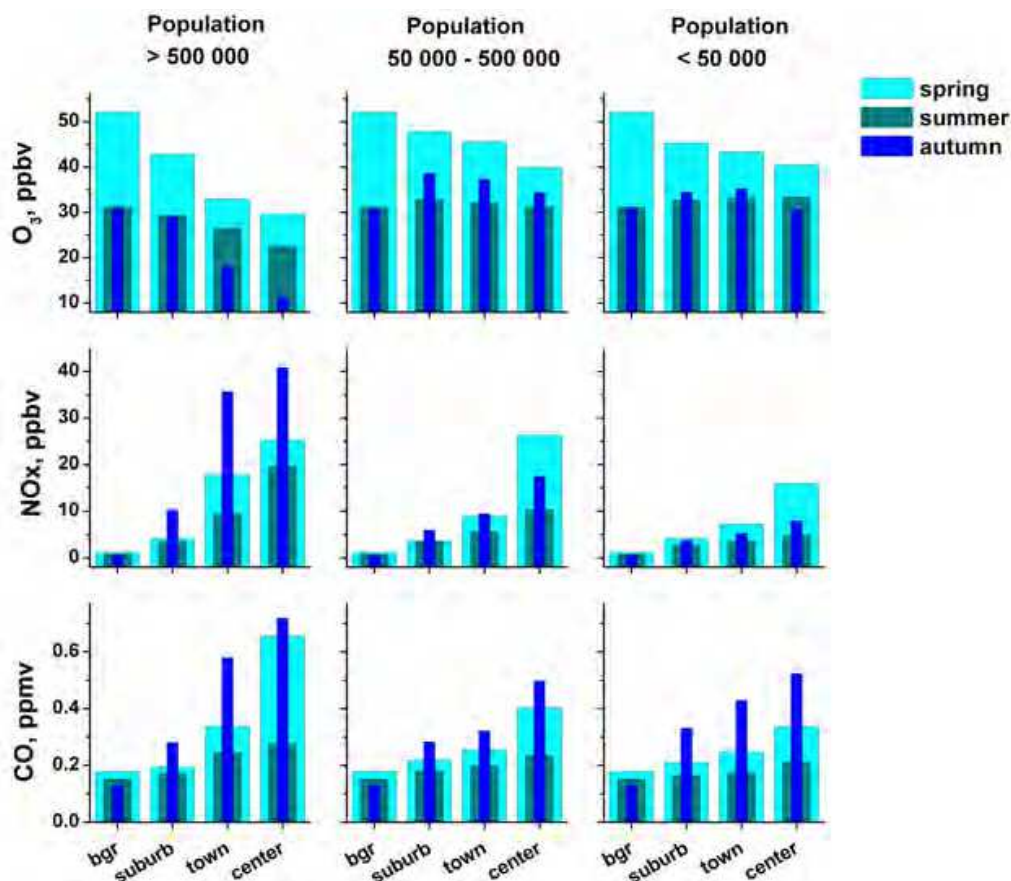 Population
> 500 000
Population
50 000 - 500 000
Population
< 50 000
spring
summer
autumn
O₃, ppbv
50
40
30
20
10
NOx, ppbv
40
30
20
10
0
CO, ppmv
0.6
0.4
0.2
0.0
bgr
suburb
town
center
bgr
suburb
town
center
bgr
suburb
town
center